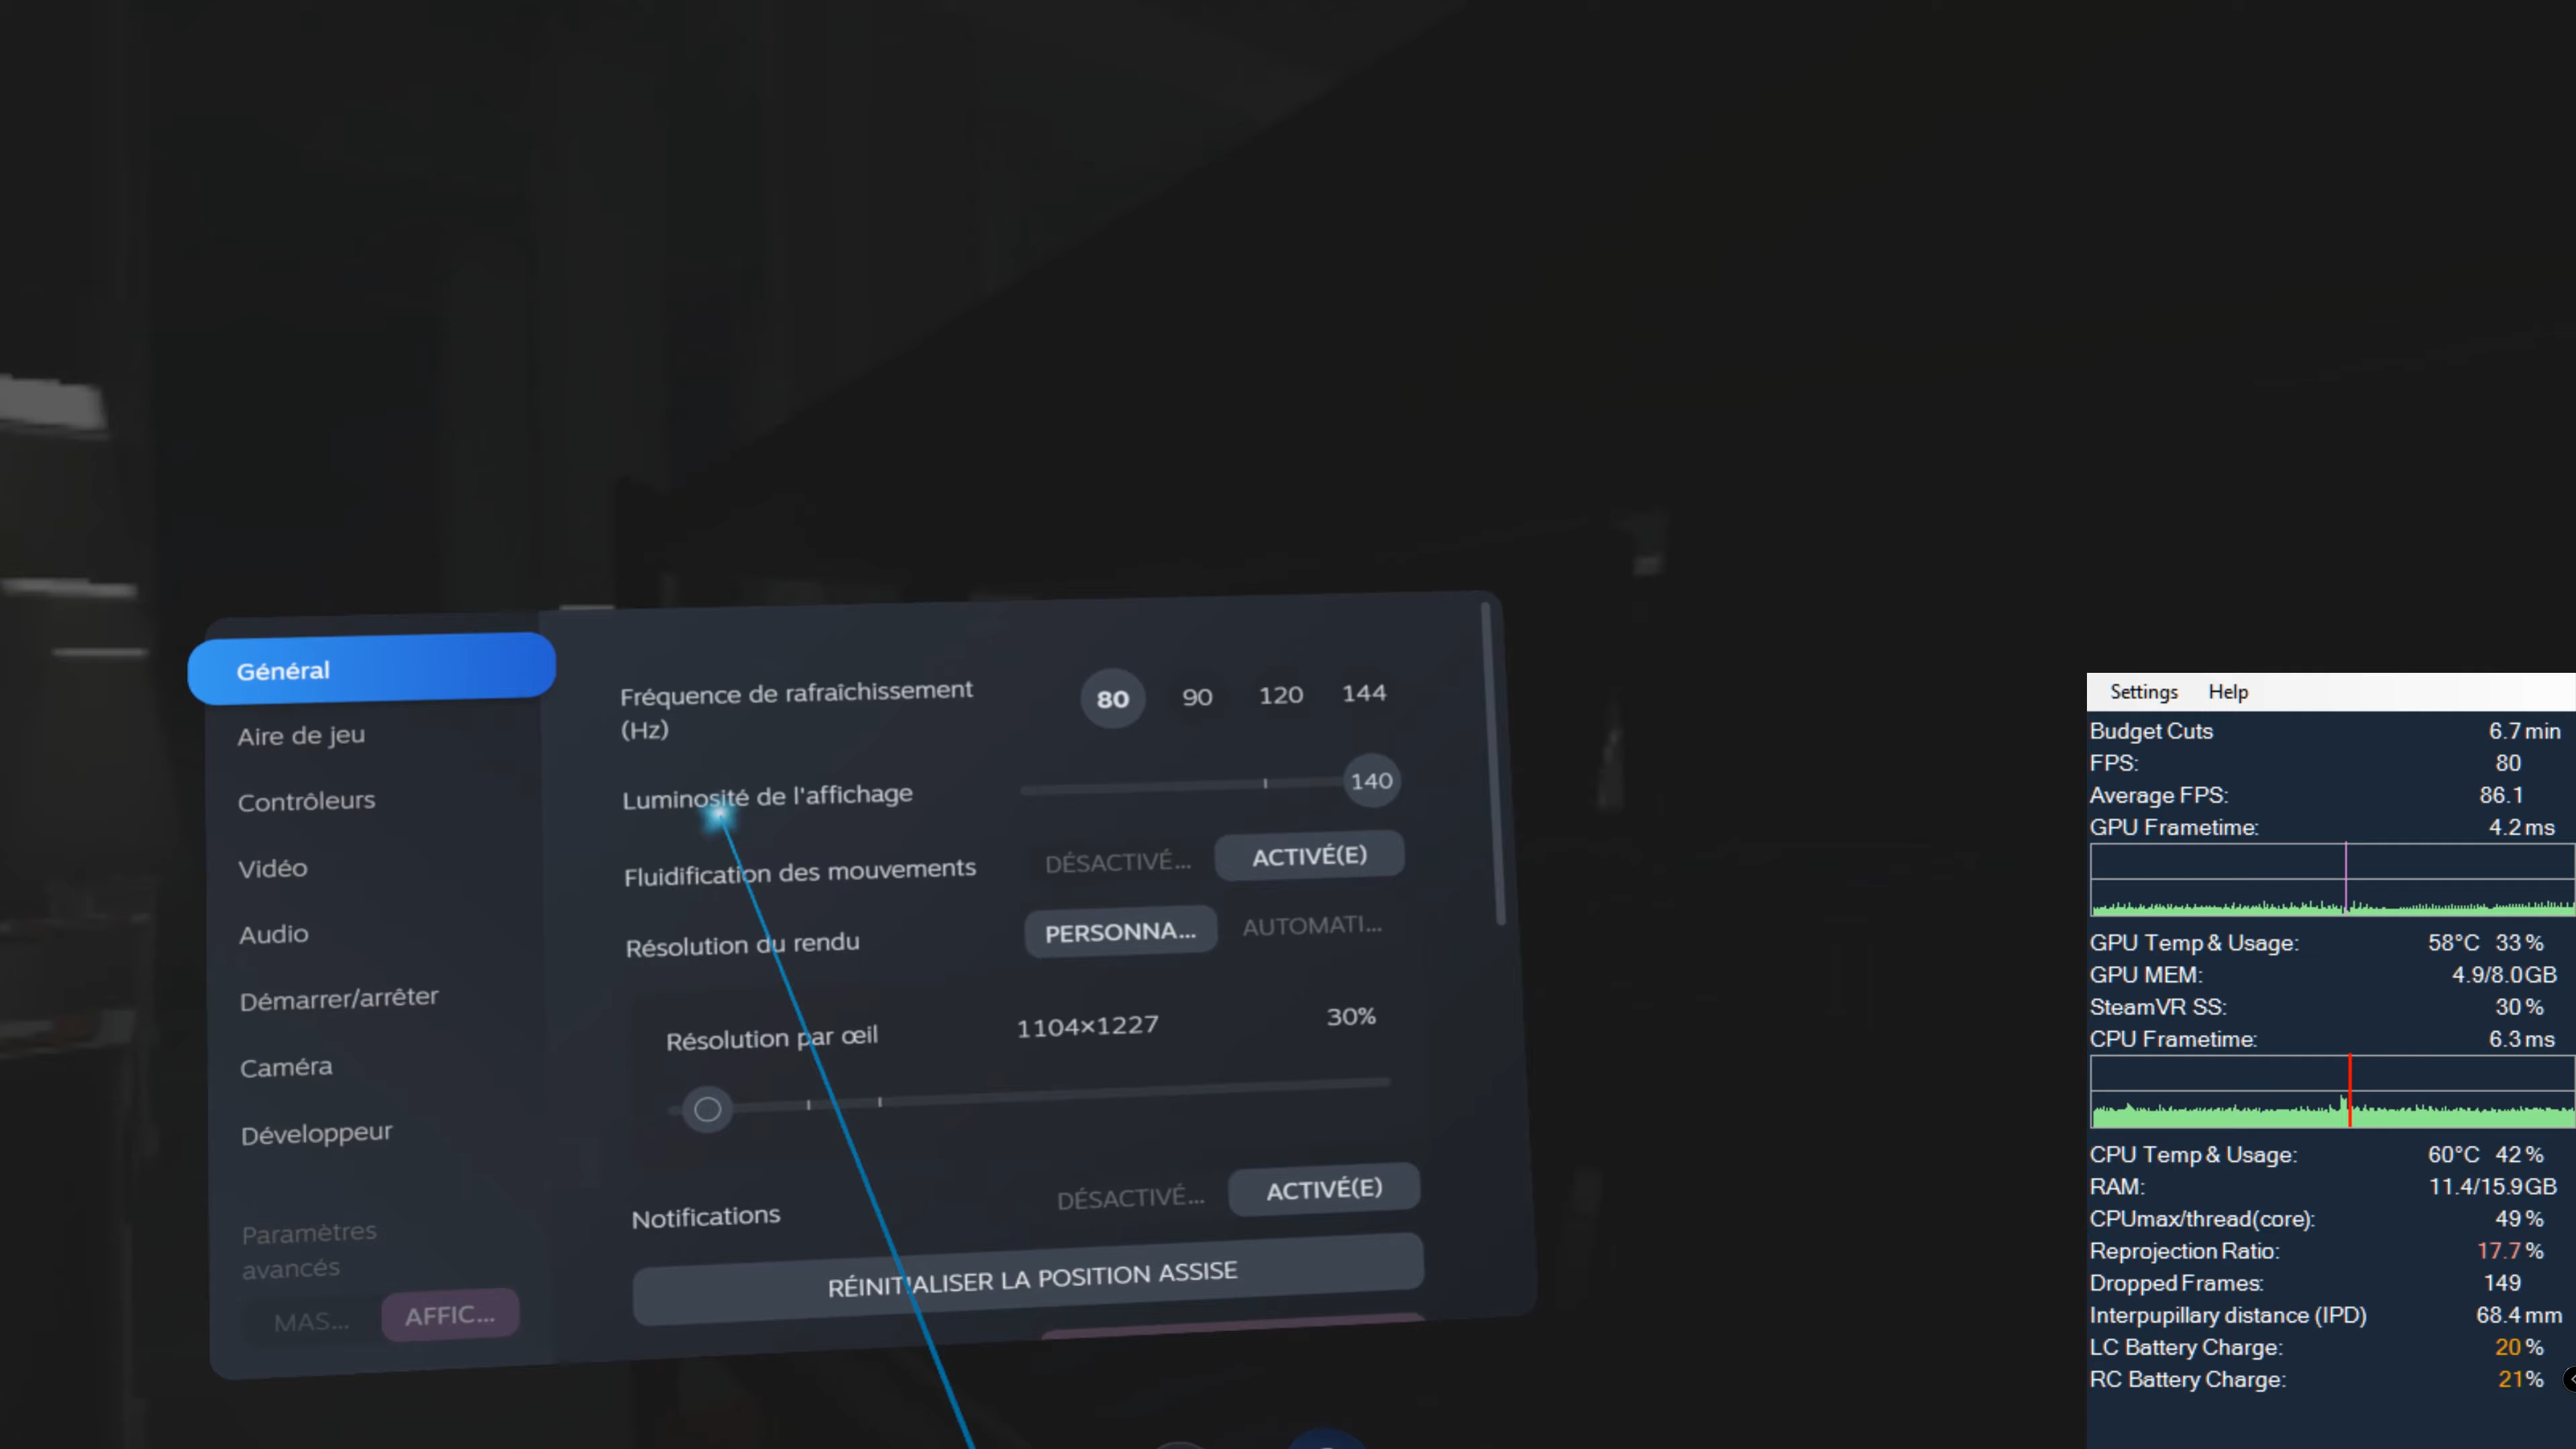 Général
Aire de jeu
Contrôleurs
Vidéo
Audio
Démarrer/arrêter
Caméra
Développeur
Paramètres
avancés
MAS... AFFIC...
Fréquence de rafraîchissement
(Hz)
80 90 120 144
Luminosité de l'affichage 140
Fluidification des mouvements DÉSACTIVÉ... ACTIVÉ(E)
Résolution du rendu PERSONNA... AUTOMATI...
Résolution par œil 1104×1227 30%
Notifications DÉSACTIVÉ... ACTIVÉ(E)
RÉINITIALISER LA POSITION ASSISE
Settings Help
Budget Cuts 6.7 min
FPS: 80
Average FPS: 86.1
GPU Frametime: 4.2 ms
GPU Temp & Usage: 58°C 33 %
GPU MEM: 4.9/8.0GB
SteamVR SS: 30 %
CPU Frametime: 6.3 ms
CPU Temp & Usage: 60°C 42 %
RAM: 11.4/15.9GB
CPUmax/thread(core): 49 %
Reprojection Ratio: 17.7 %
Dropped Frames: 149
Interpupillary distance (IPD) 68.4 mm
LC Battery Charge: 20 %
RC Battery Charge: 21 %